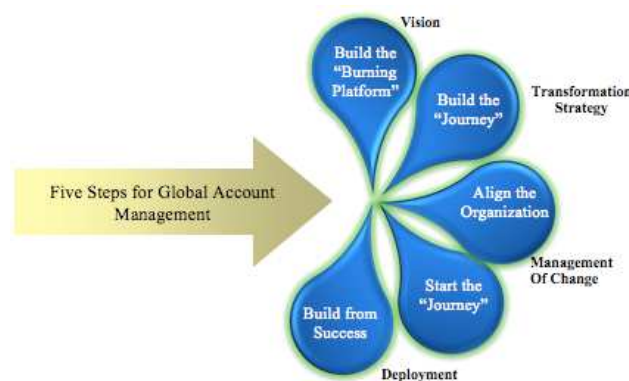 Vision
Build the
“Burning
Platform”
Build the
“Journey”
Transformation
Strategy
Five Steps for Global Account
Management
Align the
Organization
Management
Of Change
Start the
“Journey”
Build from
Success
Deployment